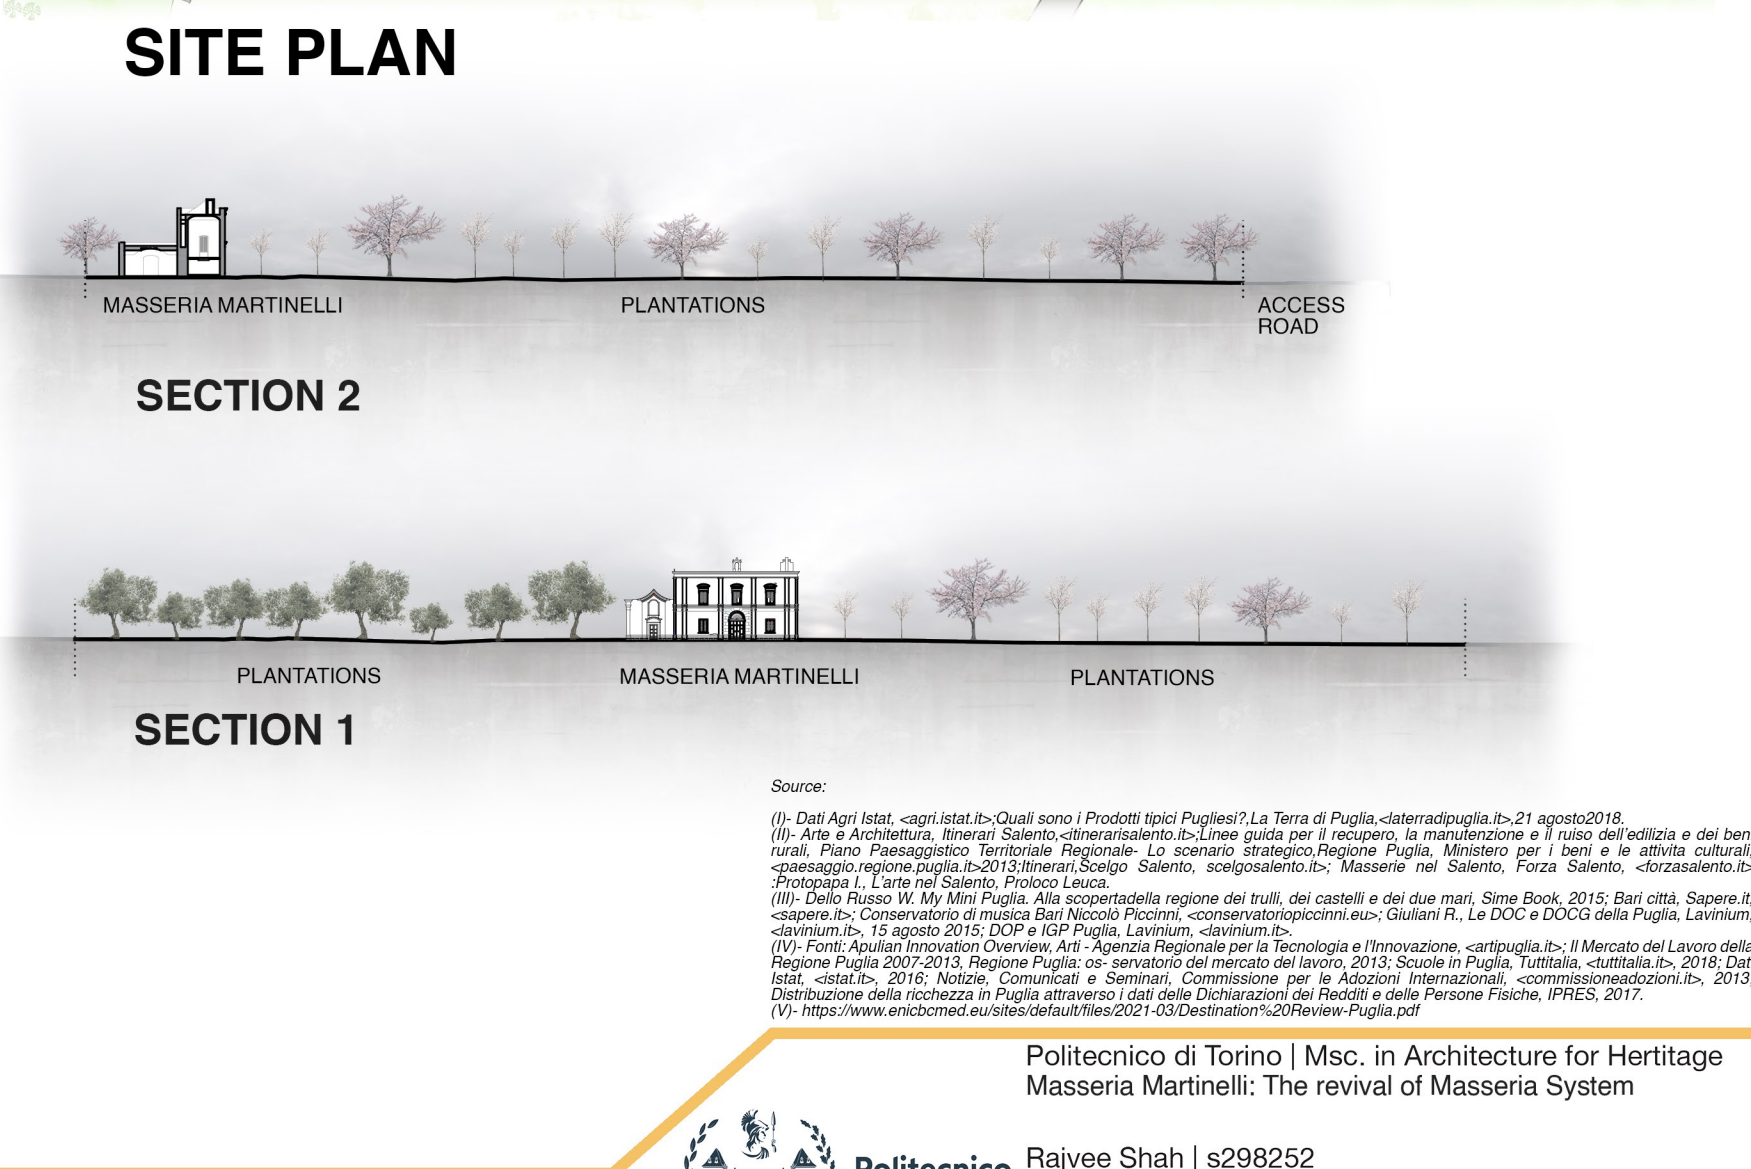 SITE PLAN
MASSERIA MARTINELLI
PLANTATIONS
ACCESS
ROAD
SECTION 2
PLANTATIONS
MASSERIA MARTINELLI
PLANTATIONS
SECTION 1
Source:
(I)- Dati Agri Istat, <agri.istat.it>;Quali sono i Prodotti tipici Pugliesi?,La Terra di Puglia,<laterradipuglia.it>,21 agosto2018.
(II)- Arte e Architettura, Itinerari Salento,<itinerarisalento.it>;Linee guida per il recupero, la manutenzione e il ruiso dell'edilizia e dei ben
rurali, Piano Paesaggistico Territoriale Regionale- Lo scenario strategico,Regione Puglia, Ministero per i beni e le attivita culturali,
<paesaggio.regione.puglia.it>2013;Itinerari,Scelgo Salento, scelgosalento.it>; Masserie nel Salento, Forza Salento, <forzasalento.it>
:Protopapa I., L'arte nel Salento, Proloco Leuca.
(III)- Dello Russo W. My Mini Puglia. Alla scopertadella regione dei trulli, dei castelli e dei due mari, Sime Book, 2015; Bari città, Sapere.it,
<sapere.it>; Conservatorio di musica Bari Niccolò Piccinni, <conservatoriopiccinni.eu>; Giuliani R., Le DOC e DOCG della Puglia, Lavinium,
<lavinium.it>, 15 agosto 2015; DOP e IGP Puglia, Lavinium, <lavinium.it>.
(IV)- Fonti: Apulian Innovation Overview, Arti - Agenzia Regionale per la Tecnologia e l'Innovazione, <artipuglia.it>; Il Mercato del Lavoro della
Regione Puglia 2007-2013, Regione Puglia: os- servatorio del mercato del lavoro, 2013; Scuole in Puglia, Tuttitalia, <tuttitalia.it>, 2018; Dat
Istat, <istat.it>, 2016; Notizie, Comunicati e Seminari, Commissione per le Adozioni Internazionali, <commissioneadozioni.it>, 2013;
Distribuzione della ricchezza in Puglia attraverso i dati delle Dichiarazioni dei Redditi e delle Persone Fisiche, IPRES, 2017.
(V)- https://www.enicbcmed.eu/sites/default/files/2021-03/Destination%20Review-Puglia.pdf
Politecnico di Torino | Msc. in Architecture for Hertitage
Masseria Martinelli: The revival of Masseria System
Rajvee Shah | s298252
Politecnico